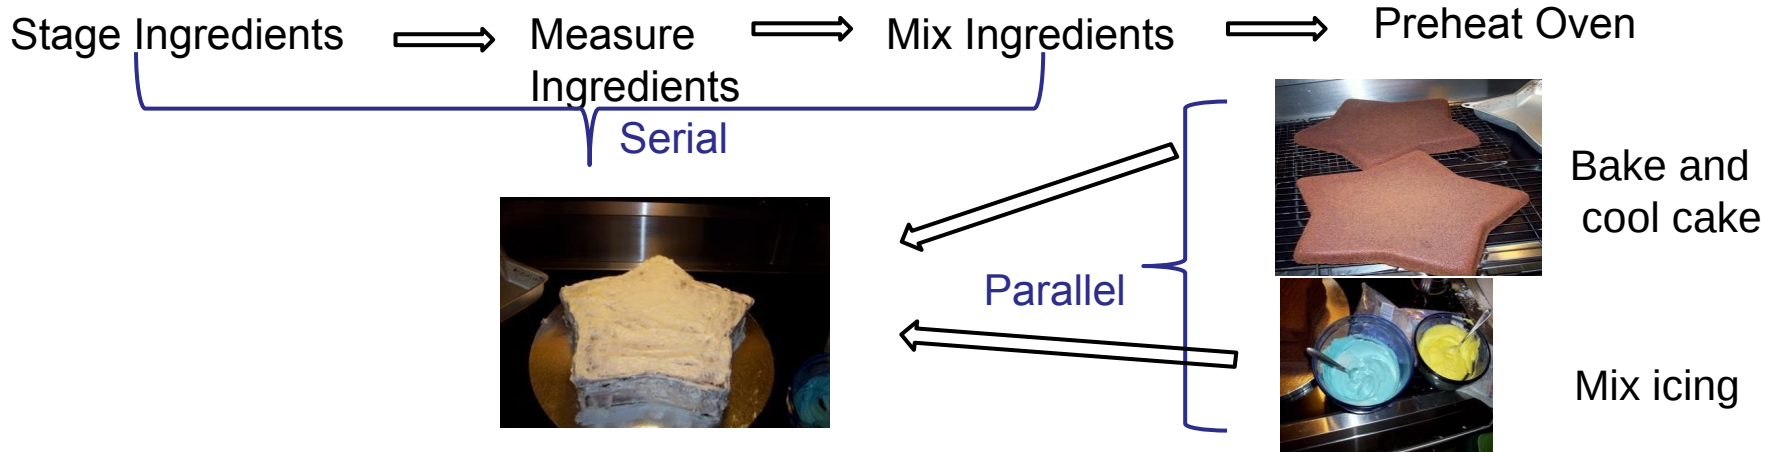 Stage Ingredients
Measure
Ingredients
Mix Ingredients
Preheat Oven
Serial
Bake and
cool cake
Parallel
Mix icing